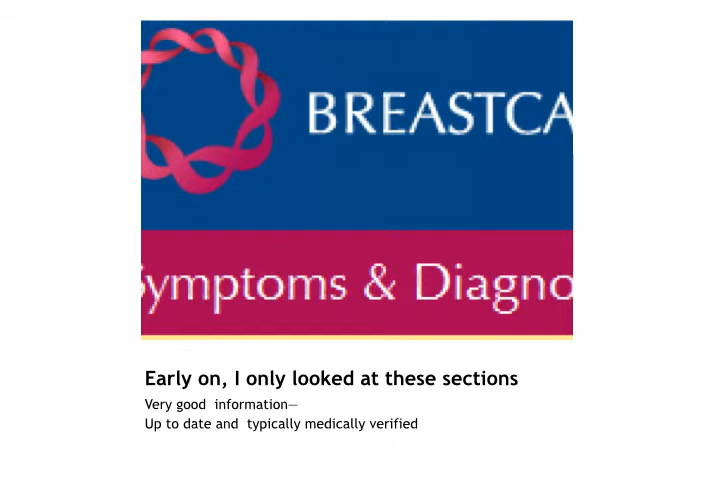 BREASTCA
Symptoms & Diagno
Early on, I only looked at these sections
Very good  information—
Up to date and  typically medically verified